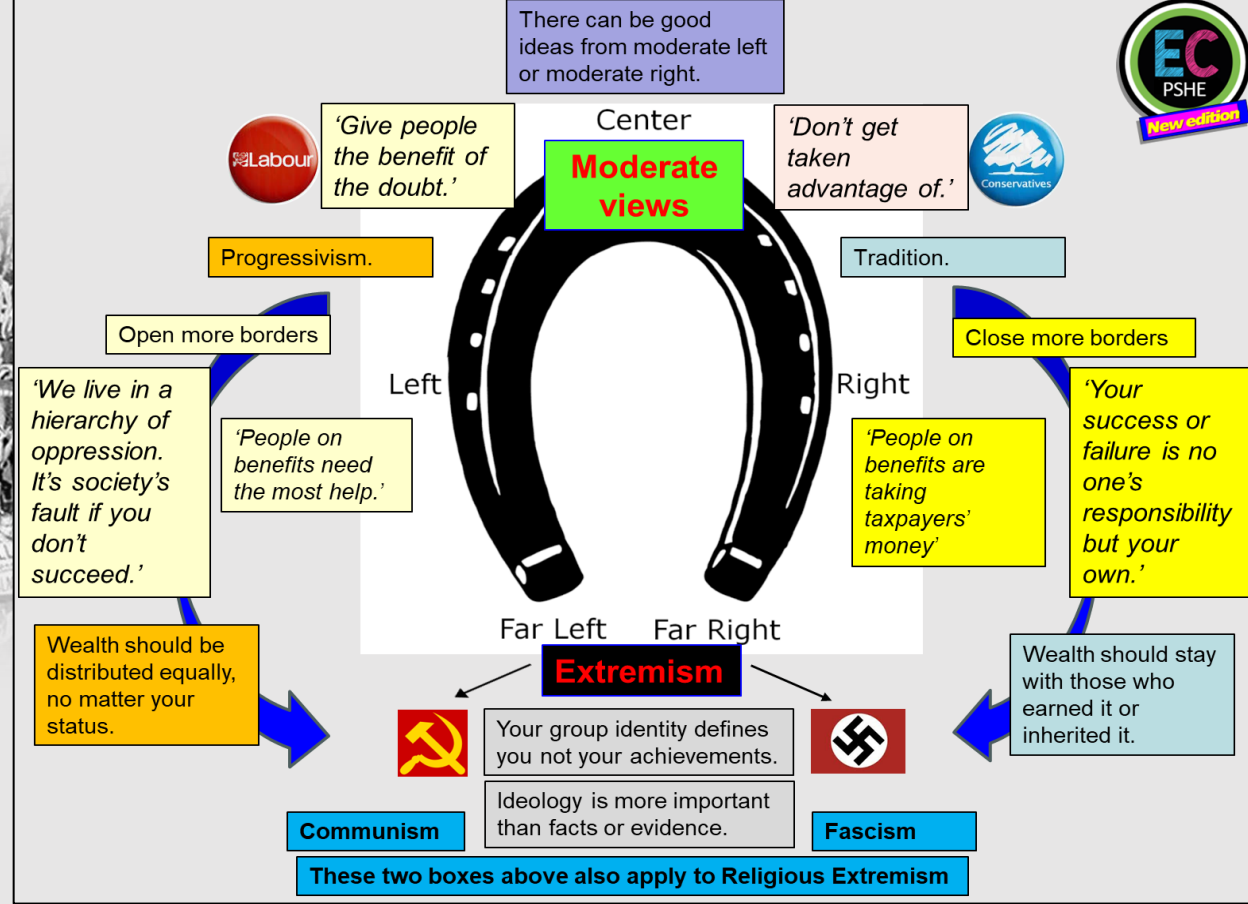 There can be good
ideas from moderate left
or moderate right.
EC
PSHE
New edition
Labour
'Give people
the benefit of
the doubt.'
Center
Moderate
views
'Don't get
taken
advantage of.'
Conservatives
Progressivism.
Tradition.
Open more borders
Close more borders
'We live in a
hierarchy of
oppression.
It's society's
fault if you
don't
succeed.'
'People on
benefits need
the most help.'
Left
Right
'People on
benefits are
taking
taxpayers'
money'
'Your
success or
failure is no
one's
responsibility
but your
own.'
Far Left
Far Right
Extremism
Wealth should be
distributed equally,
no matter your
status.
Wealth should stay
with those who
earned it or
inherited it.
Your group identity defines
you not your achievements.
Ideology is more important
than facts or evidence.
Communism
Fascism
These two boxes above also apply to Religious Extremism